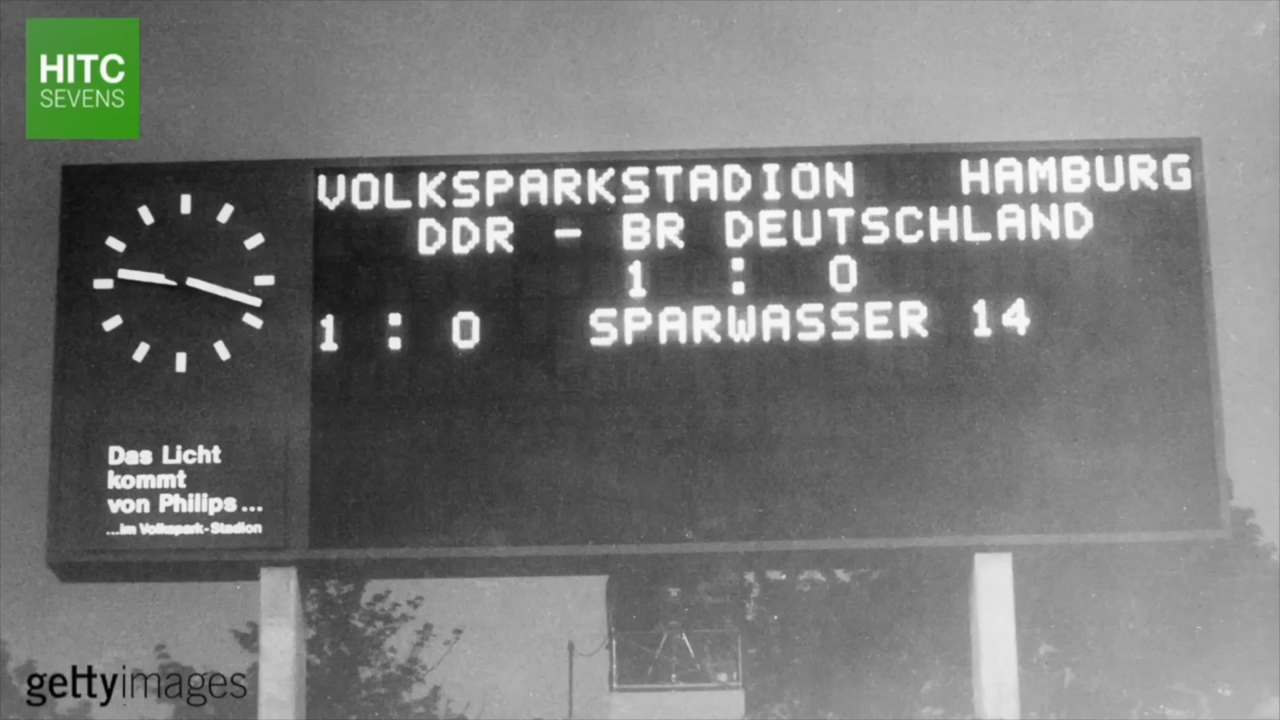 HITC
SEVENS
VOLKSPARKSTADION HAMBURG
DDR - BR DEUTSCHLAND
1 : 0
1 : 0 SPARWASSER 14
Das Licht
kommt
von Philips...
...im Volkspark-Stadion
gettyimages